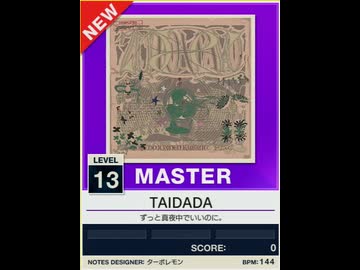 NEW
LEVEL
13
MASTER
TAIDADA
ずっと真夜中でいいのに。
SCORE: 0
NOTES DESIGNER: ターボレモン BPM: 144